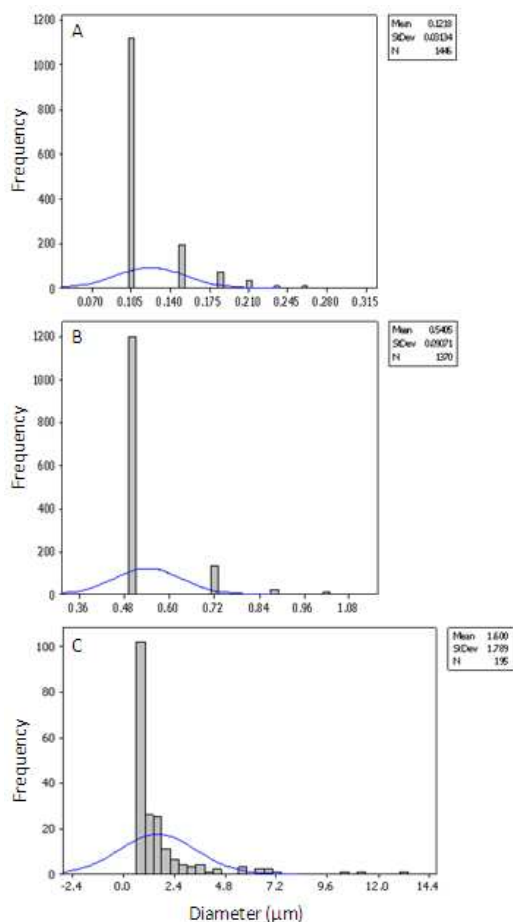 1200
A
Mean 0.1218
StDev 0.03134
N 1446
1000
800
600
400
200
0
Frequency
0.070 0.105 0.140 0.175 0.210 0.245 0.280 0.315
B
Mean 0.5405
StDev 0.09071
N 1370
1200
1000
800
600
400
200
0
Frequency
0.36 0.48 0.60 0.72 0.84 0.96 1.08
C
Mean 1.600
StDev 1.789
N 195
100
80
60
40
20
0
Frequency
-2.4 0.0 2.4 4.8 7.2 9.6 12.0 14.4
Diameter (μm)